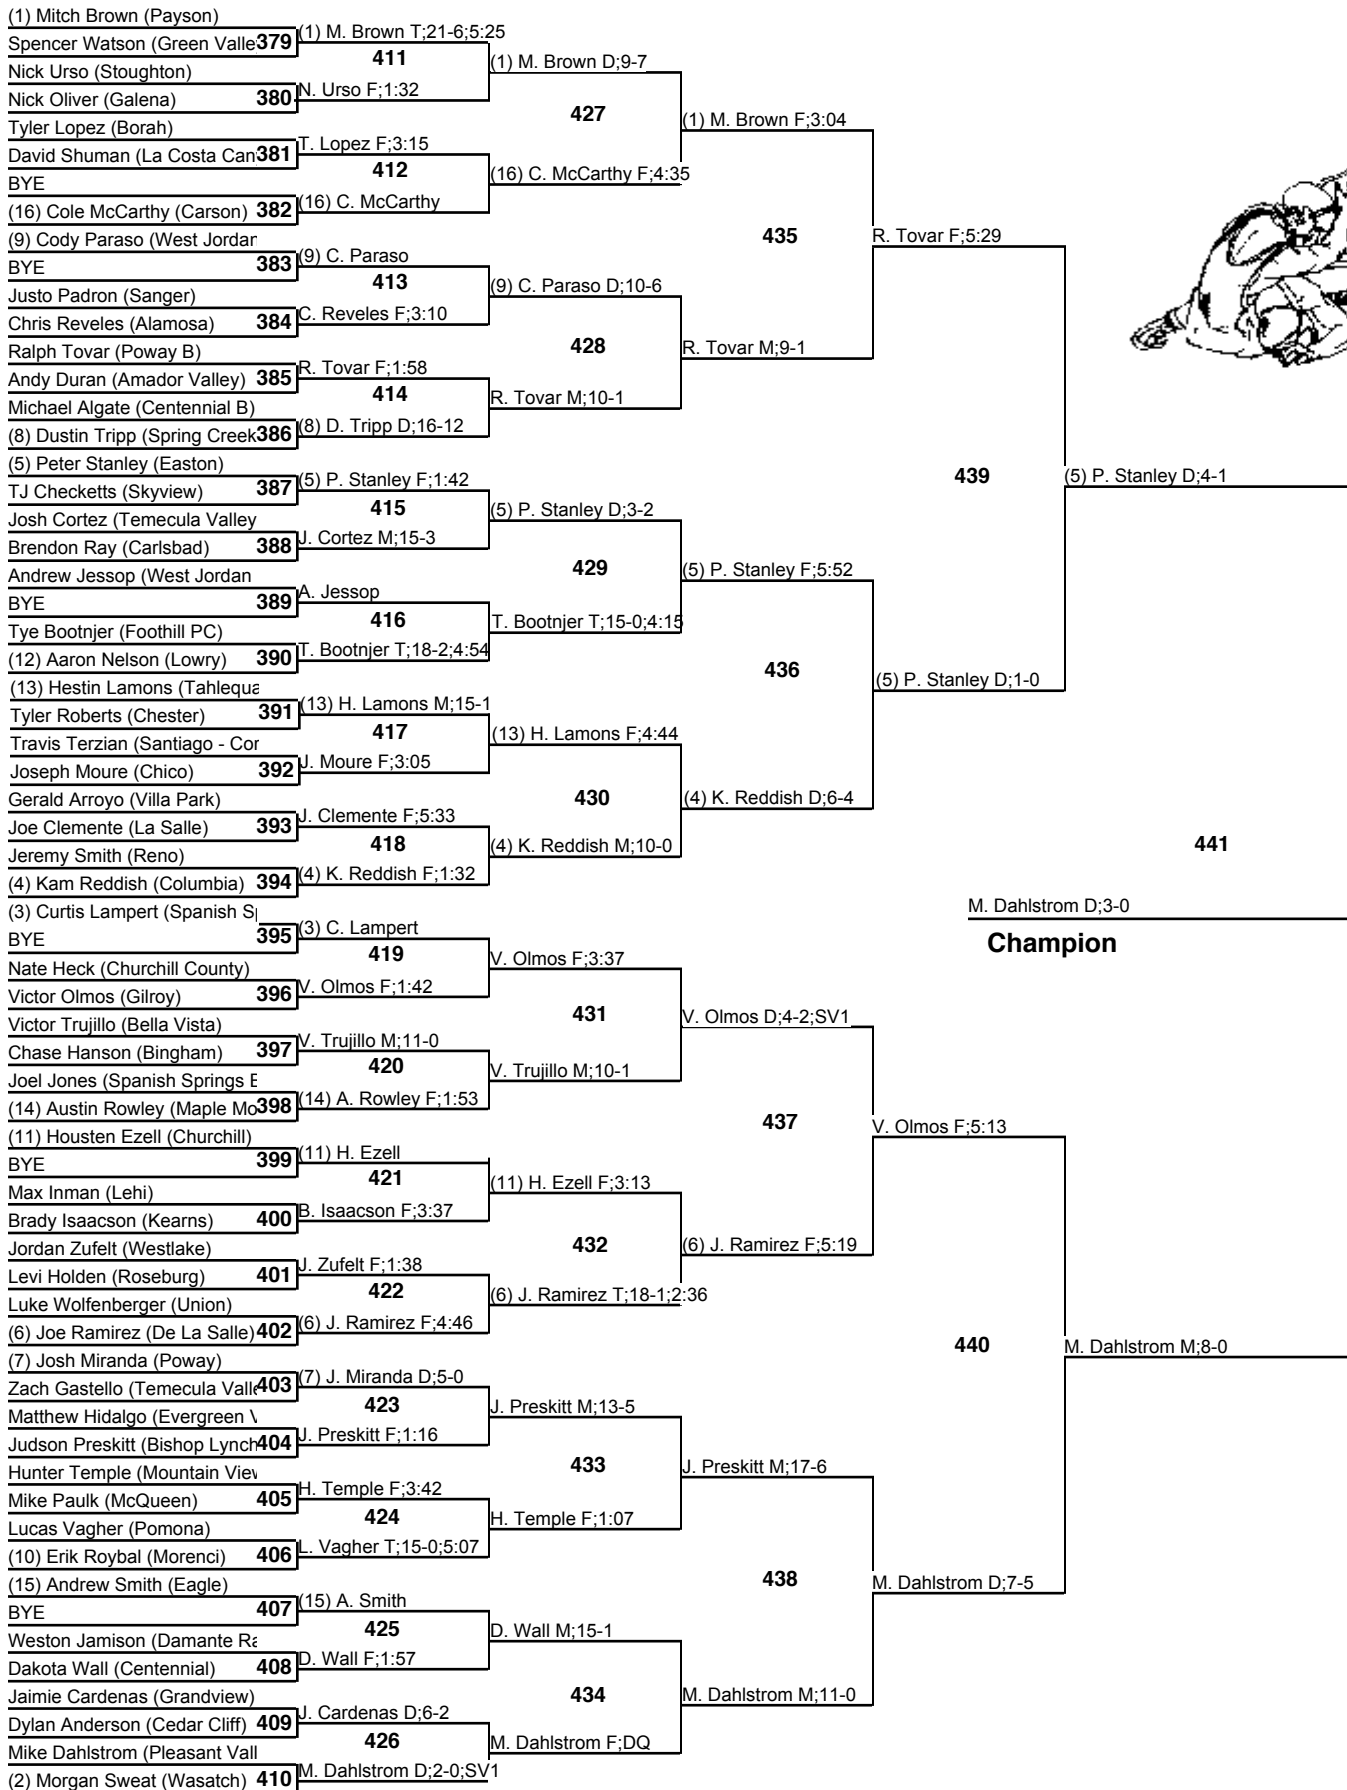 (1) Mitch Brown (Payson)
Spencer Watson (Green Valle 379
Nick Urso (Stoughton)
Nick Oliver (Galena) 380
Tyler Lopez (Borah)
David Shuman (La Costa Can 381
BYE
(16) Cole McCarthy (Carson) 382
(9) Cody Paraso (West Jordan
BYE 383
Justo Padron (Sanger)
Chris Reveles (Alamosa) 384
Ralph Tovar (Poway B)
Andy Duran (Amador Valley) 385
Michael Algate (Centennial B)
(8) Dustin Tripp (Spring Creek 386
(5) Peter Stanley (Easton)
TJ Checketts (Skyview) 387
Josh Cortez (Temecula Valley
Brendon Ray (Carlsbad) 388
Andrew Jessop (West Jordan
BYE 389
Tye Bootnjer (Foothill PC)
(12) Aaron Nelson (Lowry) 390
(13) Hestin Lamons (Tahlequa
Tyler Roberts (Chester) 391
Travis Terzian (Santiago - Cor
Joseph Moure (Chico) 392
Gerald Arroyo (Villa Park)
Joe Clemente (La Salle) 393
Jeremy Smith (Reno)
(4) Kam Reddish (Columbia) 394
(3) Curtis Lampert (Spanish Sp
BYE 395
Nate Heck (Churchill County)
Victor Olmos (Gilroy) 396
Victor Trujillo (Bella Vista)
Chase Hanson (Bingham) 397
Joel Jones (Spanish Springs B
(14) Austin Rowley (Maple Mo 398
(11) Housten Ezell (Churchill)
BYE 399
Max Inman (Lehi)
Brady Isaacson (Kearns) 400
Jordan Zufelt (Westlake)
Levi Holden (Roseburg) 401
Luke Wolfenberger (Union)
(6) Joe Ramirez (De La Salle) 402
(7) Josh Miranda (Poway)
Zach Gastello (Temecula Valle 403
Matthew Hidalgo (Evergreen V
Judson Preskitt (Bishop Lynch 404
Hunter Temple (Mountain View
Mike Paulk (McQueen) 405
Lucas Vagher (Pomona)
(10) Erik Roybal (Morenci) 406
(15) Andrew Smith (Eagle)
BYE 407
Weston Jamison (Damante Ra
Dakota Wall (Centennial) 408
Jaimie Cardenas (Grandview)
Dylan Anderson (Cedar Cliff) 409
Mike Dahlstrom (Pleasant Vall
(2) Morgan Sweat (Wasatch) 410
(1) M. Brown T;21-6;5:25
411
N. Urso F;1:32
T. Lopez F;3:15
412
(16) C. McCarthy
(9) C. Paraso
413
C. Reveles F;3:10
R. Tovar F;1:58
414
(8) D. Tripp D;16-12
(5) P. Stanley F;1:42
415
J. Cortez M;15-3
A. Jessop
416
T. Bootnjer T;18-2;4:54
(13) H. Lamons M;15-1
417
J. Moure F;3:05
J. Clemente F;5:33
418
(4) K. Reddish F;1:32
(3) C. Lampert
419
V. Olmos F;1:42
V. Trujillo M;11-0
420
(14) A. Rowley F;1:53
(11) H. Ezell
421
B. Isaacson F;3:37
J. Zufelt F;1:38
422
(6) J. Ramirez F;4:46
(7) J. Miranda D;5-0
423
J. Preskitt F;1:16
H. Temple F;3:42
424
L. Vagher T;15-0;5:07
(15) A. Smith
425
D. Wall F;1:57
J. Cardenas D;6-2
426
M. Dahlstrom D;2-0;SV1
(1) M. Brown D;9-7
427
(16) C. McCarthy F;4:35
(9) C. Paraso D;10-6
428
R. Tovar M;10-1
(5) P. Stanley D;3-2
429
T. Bootnjer T;15-0;4:15
(13) H. Lamons F;4:44
430
(4) K. Reddish M;10-0
V. Olmos F;3:37
431
V. Trujillo M;10-1
(11) H. Ezell F;3:13
432
(6) J. Ramirez T;18-1;2:36
J. Preskitt M;13-5
433
H. Temple F;1:07
D. Wall M;15-1
434
M. Dahlstrom F;DQ
(1) M. Brown F;3:04
435
R. Tovar M;9-1
(5) P. Stanley F;5:52
436
(4) K. Reddish D;6-4
V. Olmos D;4-2;SV1
437
(6) J. Ramirez F;5:19
J. Preskitt M;17-6
438
M. Dahlstrom M;11-0
R. Tovar F;5:29
439
(5) P. Stanley D;1-0
V. Olmos F;5:13
440
M. Dahlstrom D;7-5
(5) P. Stanley D;4-1
441
M. Dahlstrom M;8-0
M. Dahlstrom D;3-0
Champion